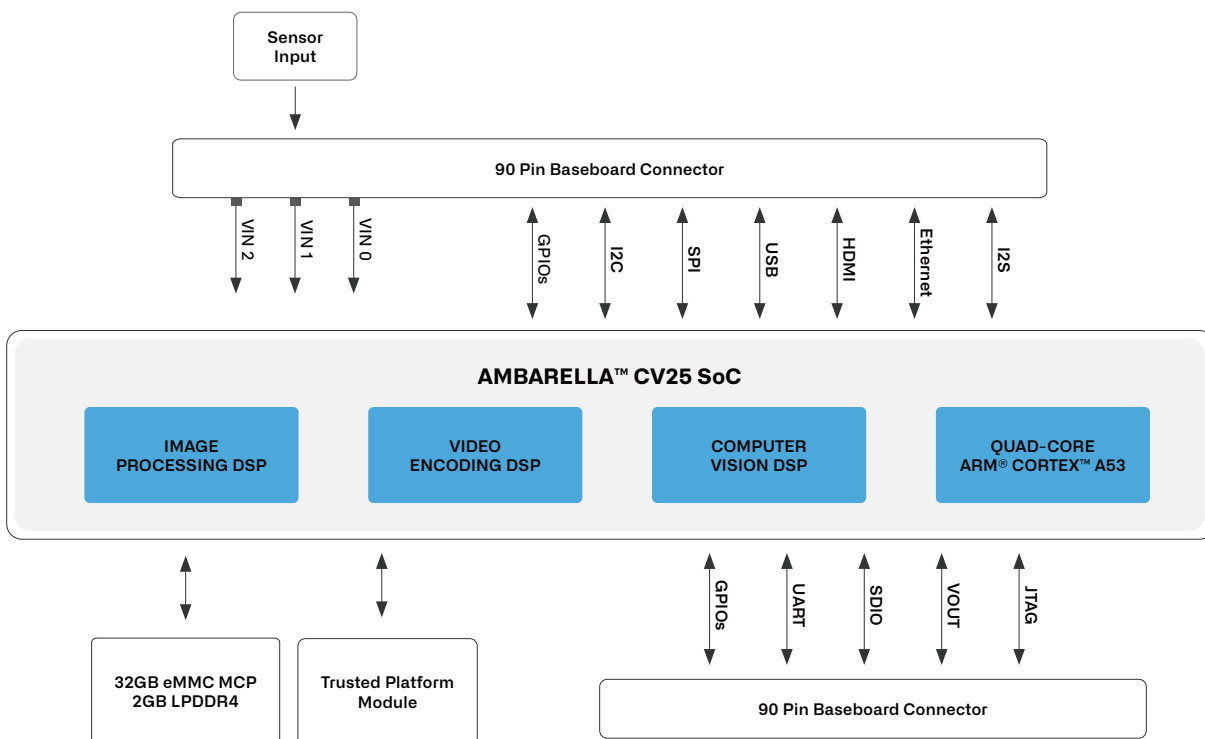 Sensor
Input
90 Pin Baseboard Connector
VIN 2
VIN 1
VIN 0
GPIOs
I2C
SPI
USB
HDMI
Ethernet
I2S
AMBARELLA™ CV25 SoC
IMAGE
PROCESSING DSP
VIDEO
ENCODING DSP
COMPUTER
VISION DSP
QUAD-CORE
ARM® CORTEX™ A53
GPIOs
UART
SDIO
VOUT
JTAG
32GB eMMC MCP
2GB LPDDR4
Trusted Platform
Module
90 Pin Baseboard Connector